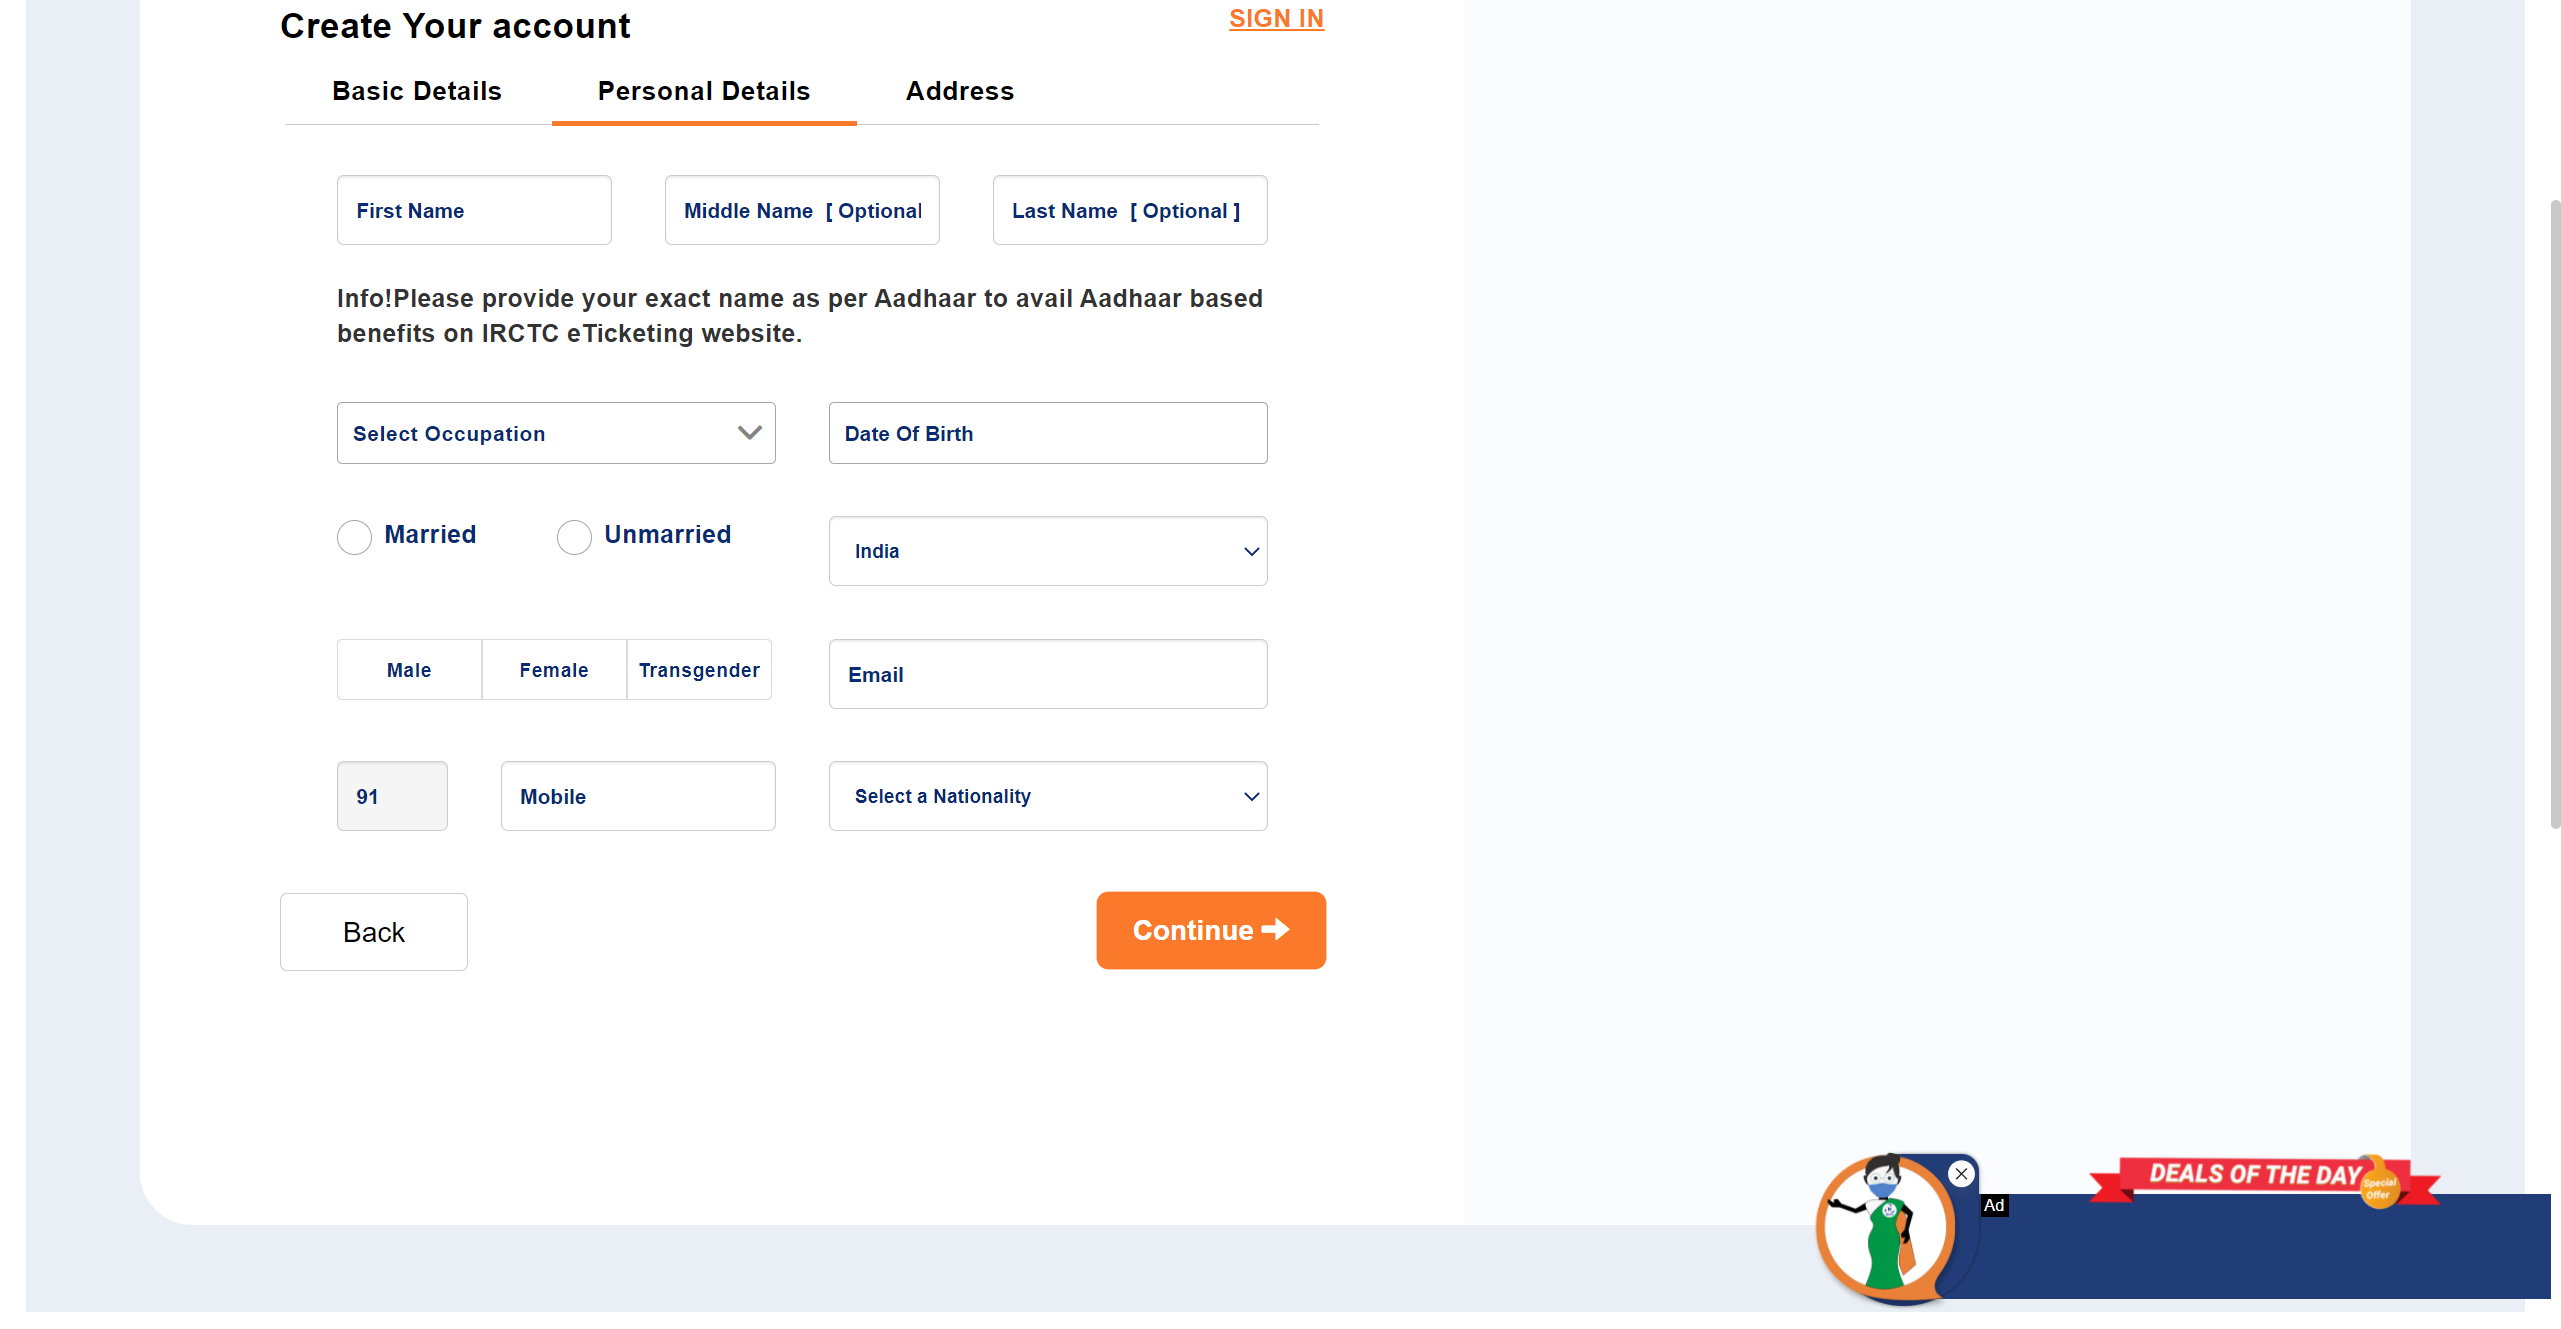 Create Your account
SIGN IN
Basic Details
Personal Details
Address
First Name
Middle Name [ Optional
Last Name [ Optional ]
Info!Please provide your exact name as per Aadhaar to avail Aadhaar based
benefits on IRCTC eTicketing website.
Select Occupation
Date Of Birth
Married
Unmarried
India
Male
Female
Transgender
Email
91
Mobile
Select a Nationality
Back
Continue
DEALS OF THE DAY
Special
Offer
Ad